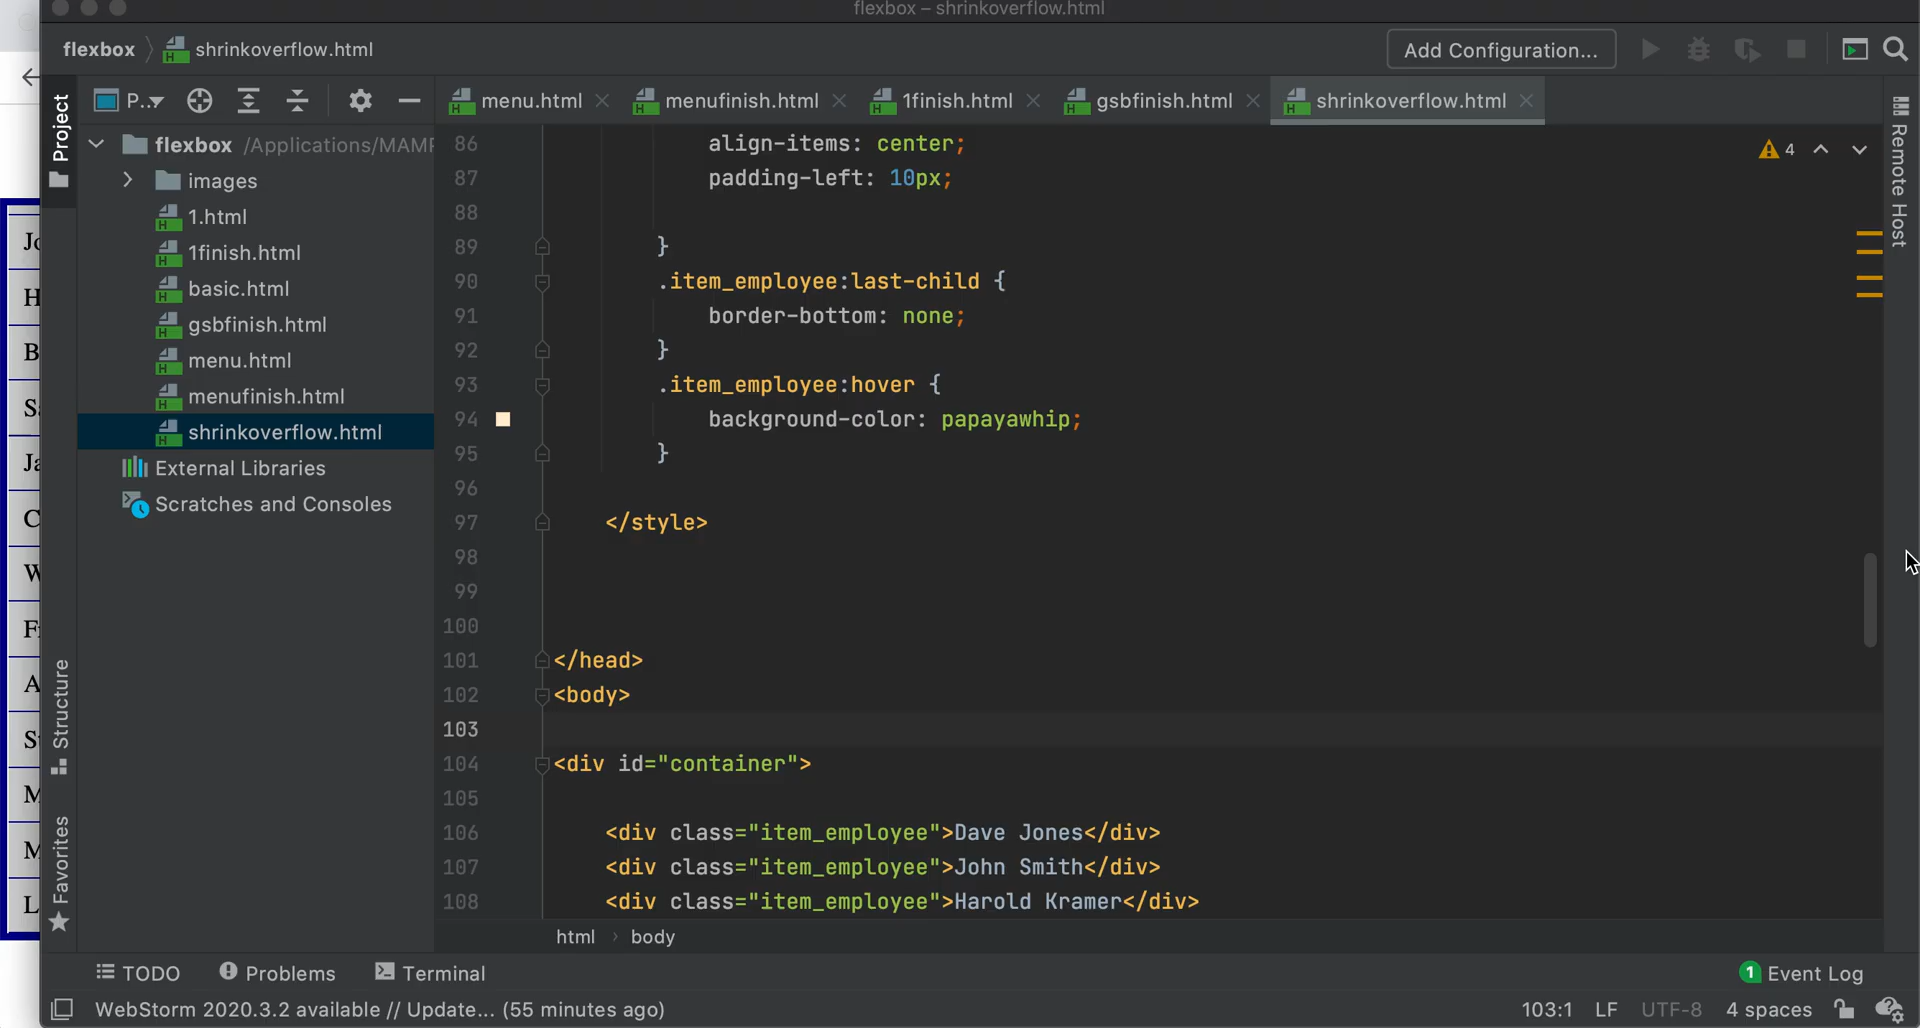 flexbox – shrinkoverflow.html
flexbox shrinkoverflow.html
Add Configuration...
P...
menu.html
menufinish.html
1finish.html
gsbfinish.html
shrinkoverflow.html
Project
flexbox /Applications/MAMP
images
1.html
1finish.html
basic.html
gsbfinish.html
menu.html
menufinish.html
shrinkoverflow.html
External Libraries
Scratches and Consoles
Structure
Favorites
Remote Host
4
86 align-items: center;
87 padding-left: 10px;
88
89 }
90 .item_employee:last-child {
91 border-bottom: none;
92 }
93 .item_employee:hover {
94 background-color: papayawhip;
95 }
96
97 </style>
98
99
100
101 </head>
102 <body>
103
104 <div id="container">
105
106 <div class="item_employee">Dave Jones</div>
107 <div class="item_employee">John Smith</div>
108 <div class="item_employee">Harold Kramer</div>
html body
TODO
Problems
Terminal
1 Event Log
WebStorm 2020.3.2 available // Update... (55 minutes ago)
103:1 LF UTF-8 4 spaces